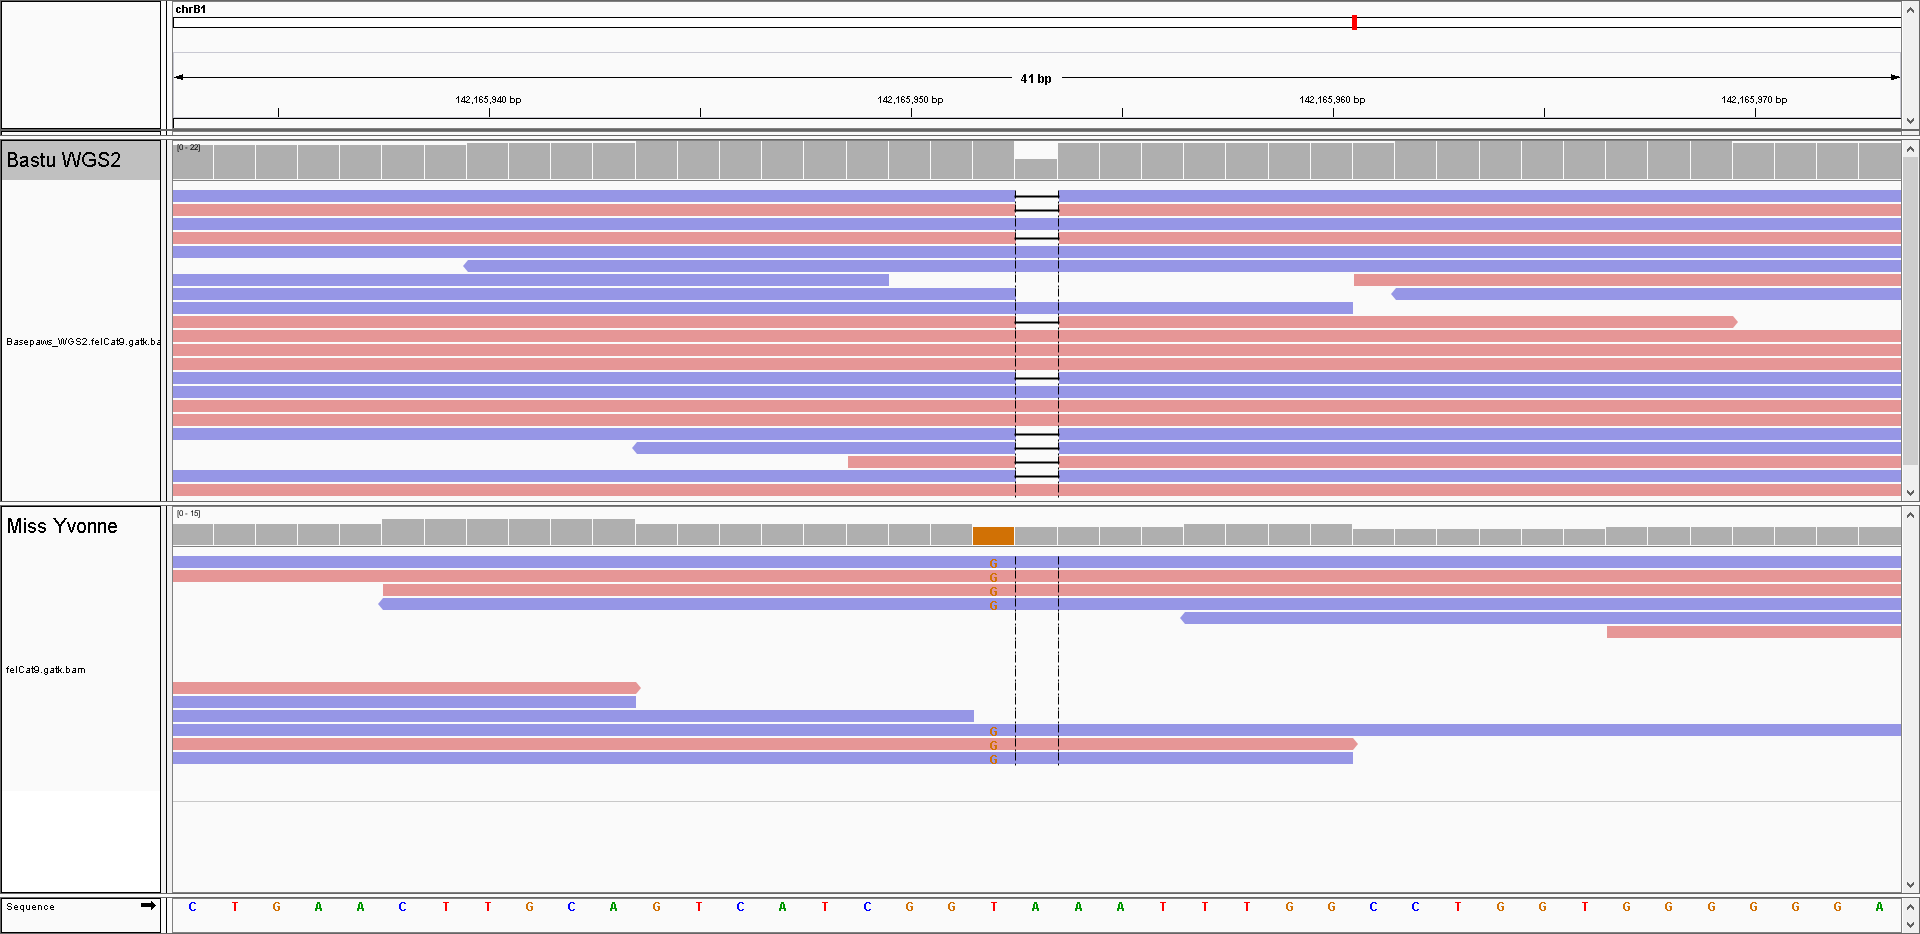 chrB1
41 bp
142,165,940 bp 142,165,950 bp 142,165,960 bp 142,165,970 bp
Bastu WGS2
[0 - 22]
Basepaws_WGS2.felCat9.gatk.ba
Miss Yvonne
[0 - 15]
G
G
G
G
felCat9.gatk.bam
G
G
G
Sequence C T G A A C T T G C A G T C A T C G G T A A A T T T G G C C T G G T G G G G G G A